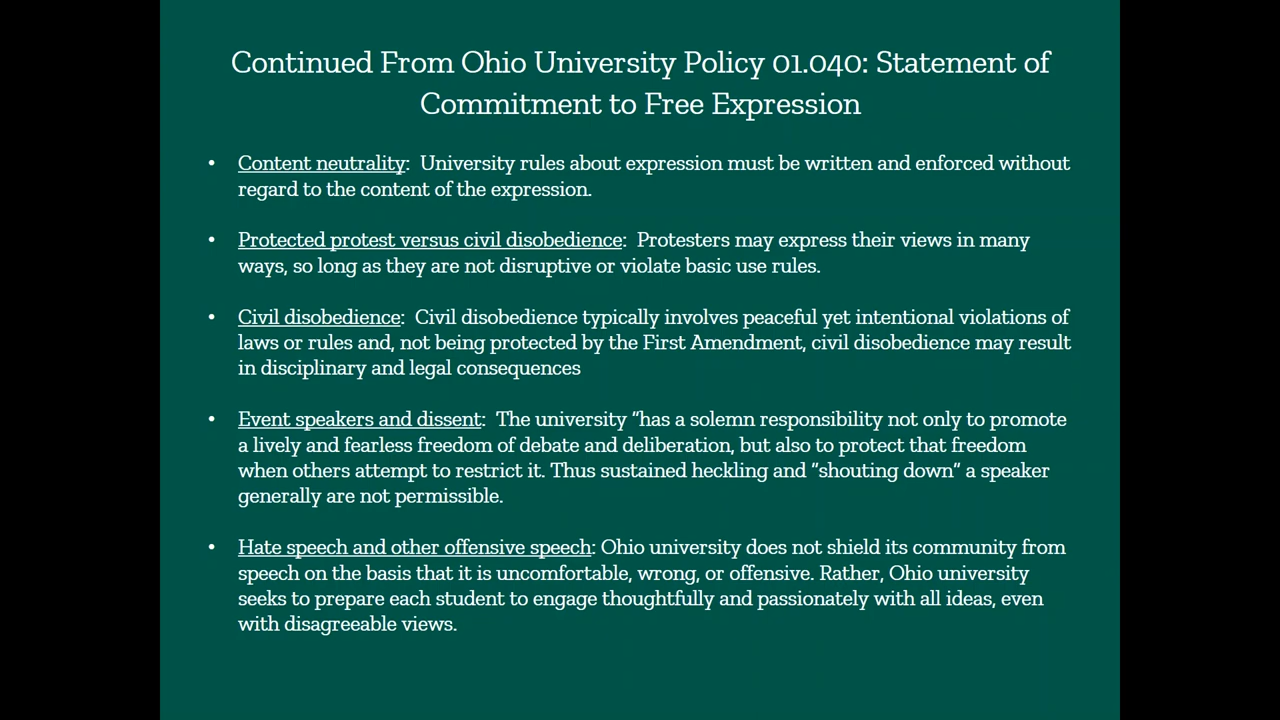 Continued From Ohio University Policy 01.040: Statement of
Commitment to Free Expression
• Content neutrality:  University rules about expression must be written and enforced without
regard to the content of the expression.
• Protected protest versus civil disobedience:  Protesters may express their views in many
ways, so long as they are not disruptive or violate basic use rules.
• Civil disobedience:  Civil disobedience typically involves peaceful yet intentional violations of
laws or rules and, not being protected by the First Amendment, civil disobedience may result
in disciplinary and legal consequences
• Event speakers and dissent:  The university “has a solemn responsibility not only to promote
a lively and fearless freedom of debate and deliberation, but also to protect that freedom
when others attempt to restrict it. Thus sustained heckling and “shouting down“ a speaker
generally are not permissible.
• Hate speech and other offensive speech: Ohio university does not shield its community from
speech on the basis that it is uncomfortable, wrong, or offensive. Rather, Ohio university
seeks to prepare each student to engage thoughtfully and passionately with all ideas, even
with disagreeable views.